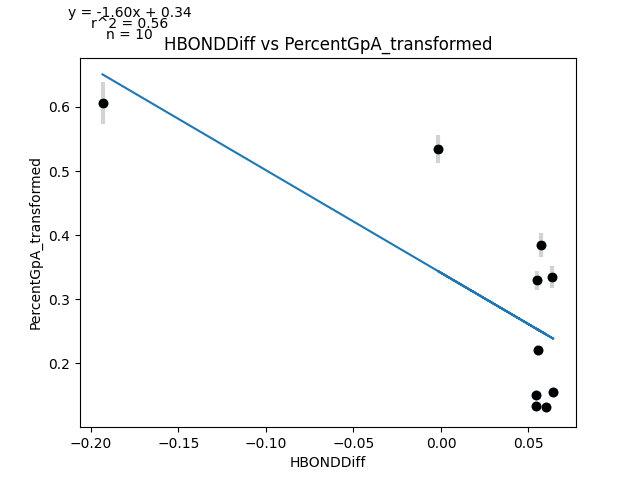 y = -1.60x + 0.34
r^2 = 0.56
n = 10
HBONDDiff vs PercentGpA_transformed
PercentGpA_transformed
0.6
0.5
0.4
0.3
0.2
−0.20 −0.15 −0.10 −0.05 0.00 0.05
HBONDDiff